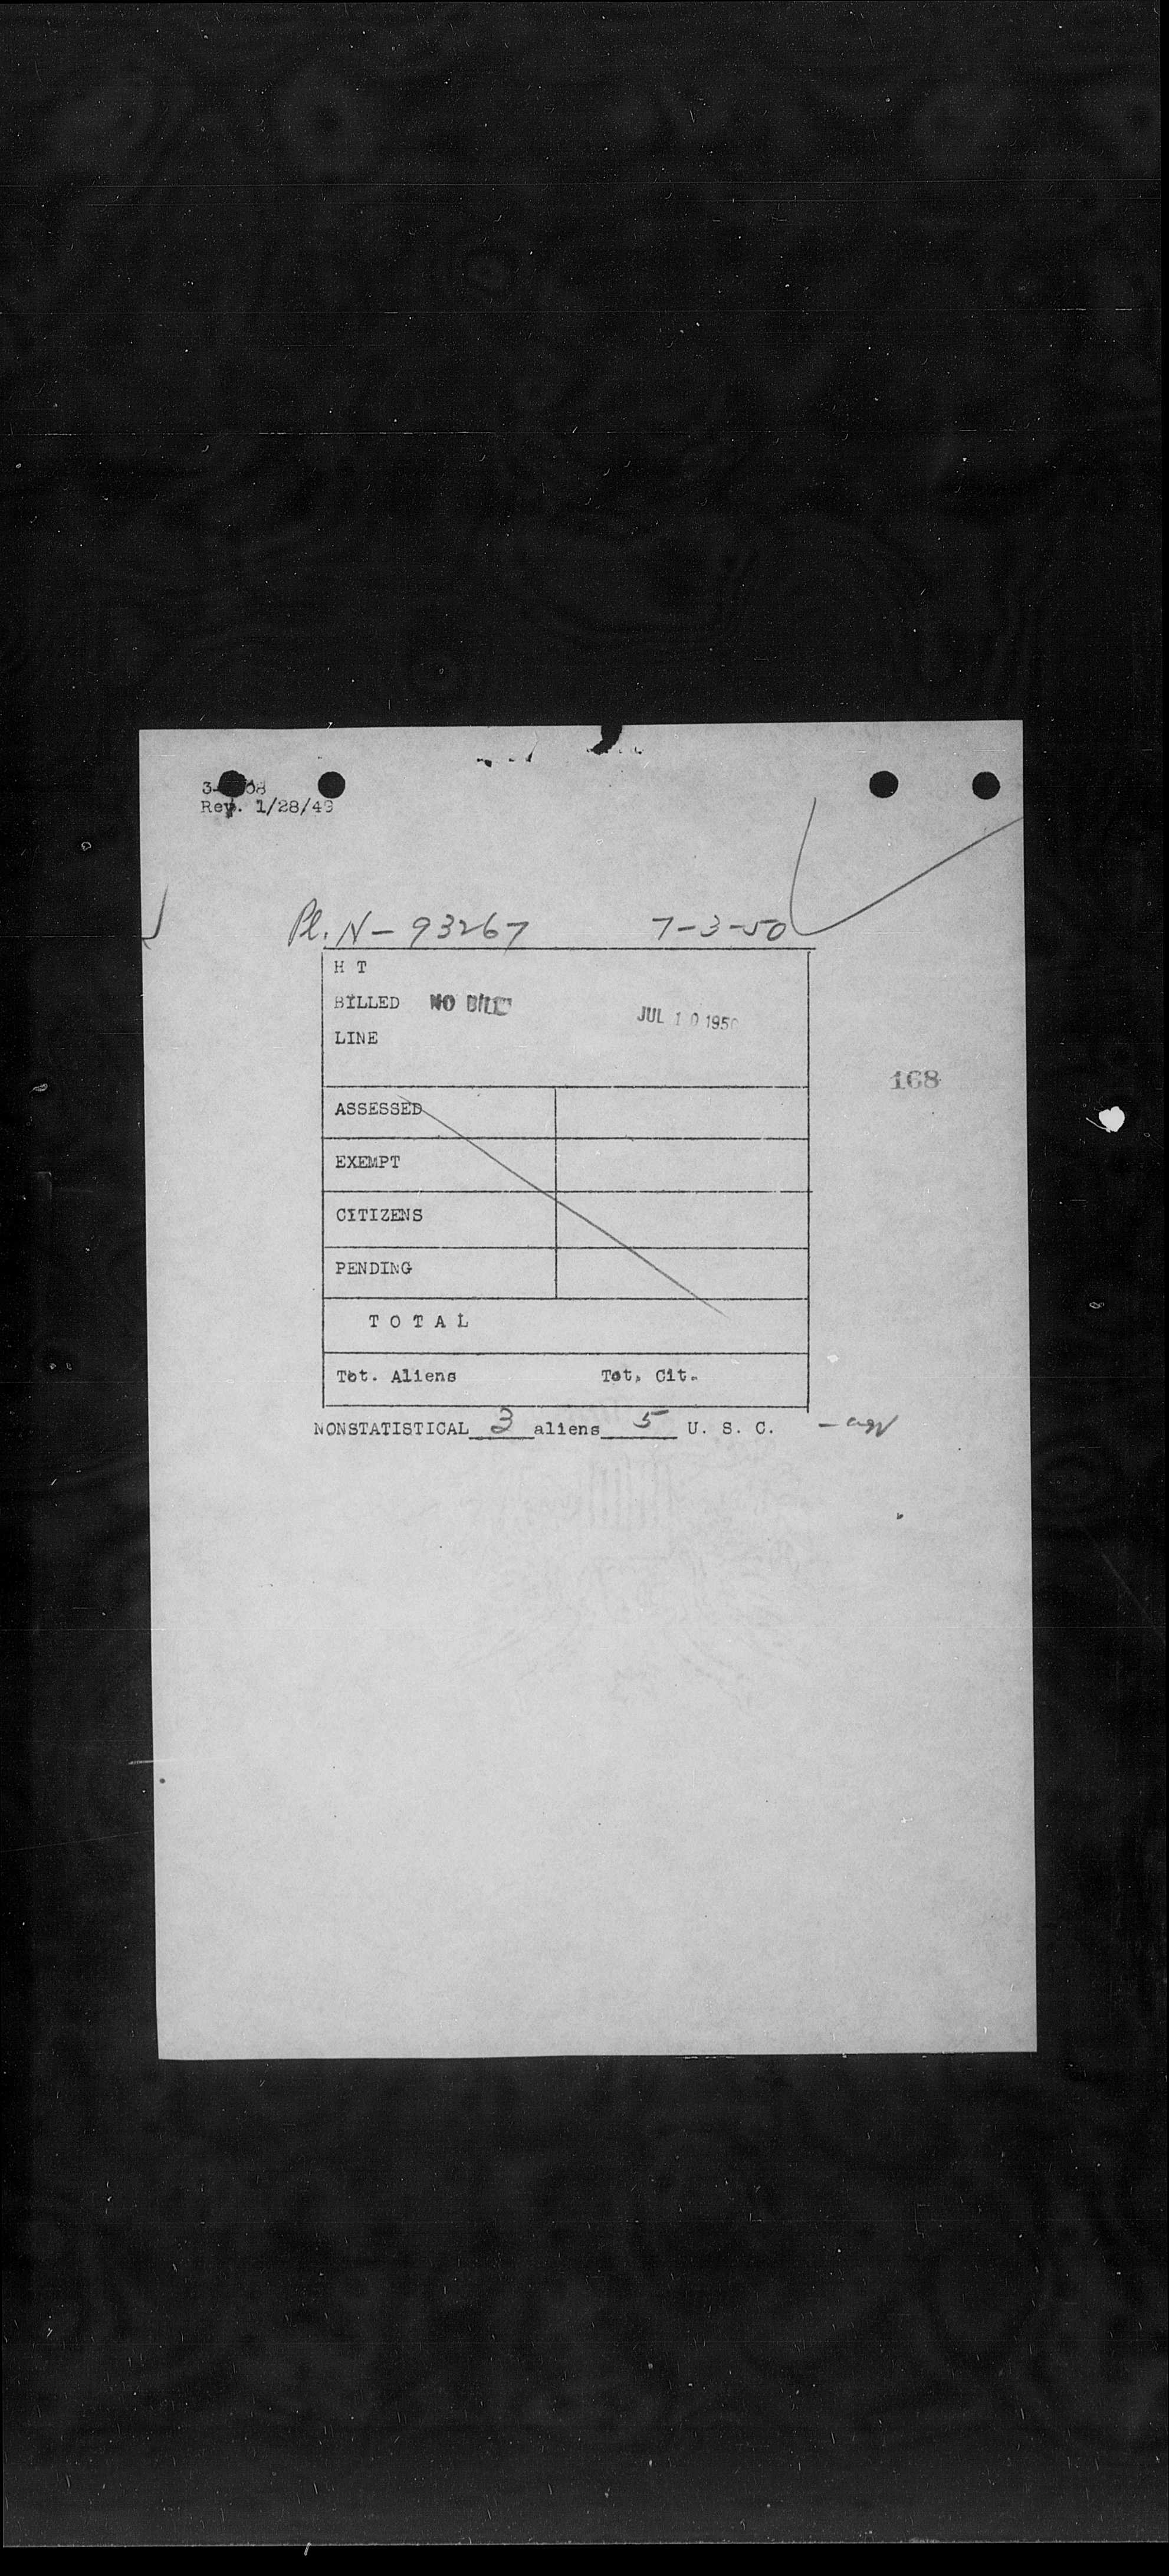 Rev. 1/28/49
Pl. N-93267 7-3-50
H T
BILLED NO BILL JUL 10 1950
LINE
168
ASSESSED
EXEMPT
CITIZENS
PENDING
T O T A L
Tot. Aliens Tot. Cit.
NONSTATISTICAL 3 aliens 5 U. S. C.